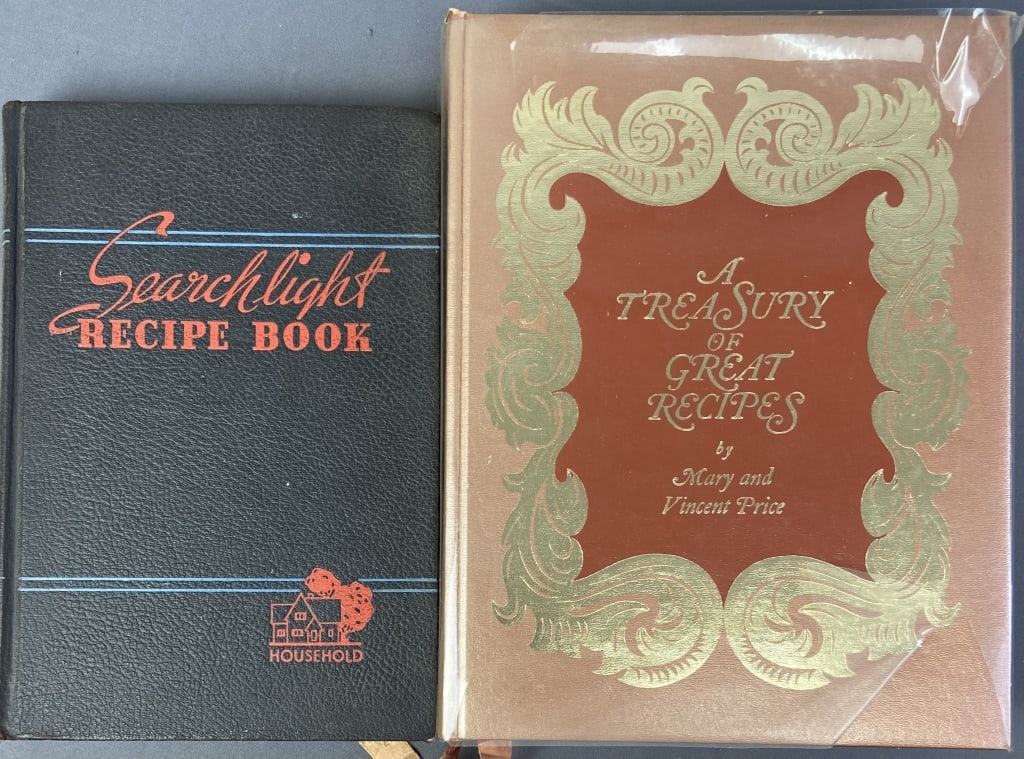 Searchlight
RECIPE BOOK
HOUSEHOLD
A
TREASURY
OF
GREAT
RECIPES
by
Mary and
Vincent Price